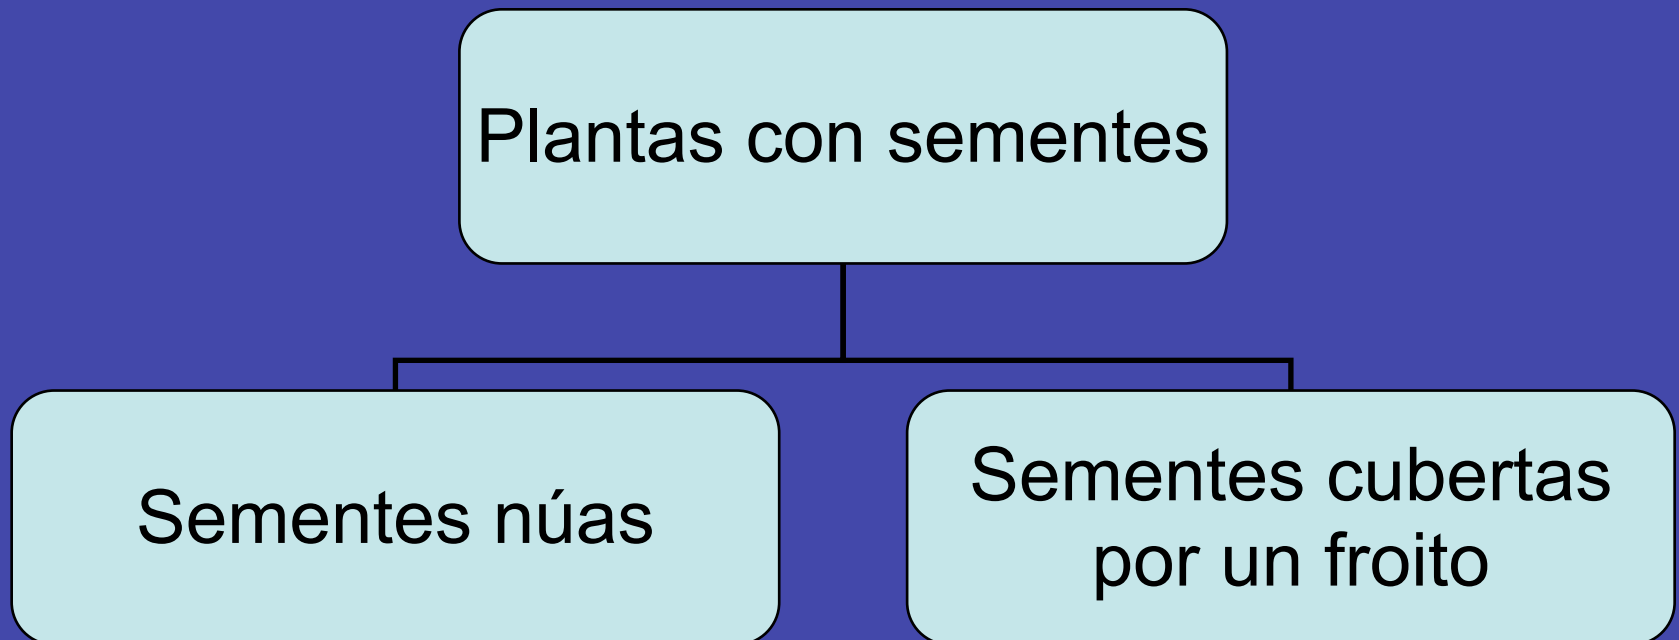 Plantas con sementes
Sementes núas
Sementes cubertas
por un froito